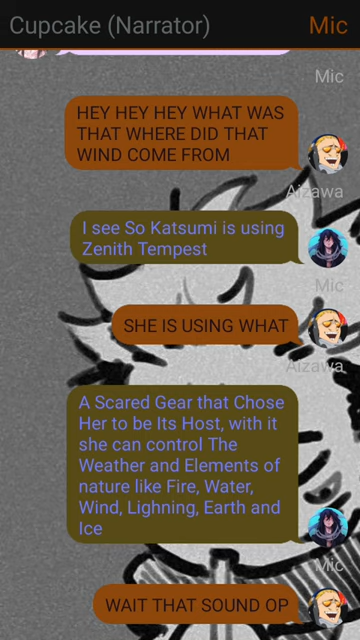 Cupcake (Narrator) Mic
Mic
HEY HEY HEY WHAT WAS
THAT WHERE DID THAT
WIND COME FROM
Aizawa
I see So Katsumi is using
Zenith Tempest
Mic
SHE IS USING WHAT
Aizawa
A Scared Gear that Chose
Her to be Its Host, with it
she can control The
Weather and Elements of
nature like Fire, Water,
Wind, Lighning, Earth and
Ice
Mic
WAIT THAT SOUND OP